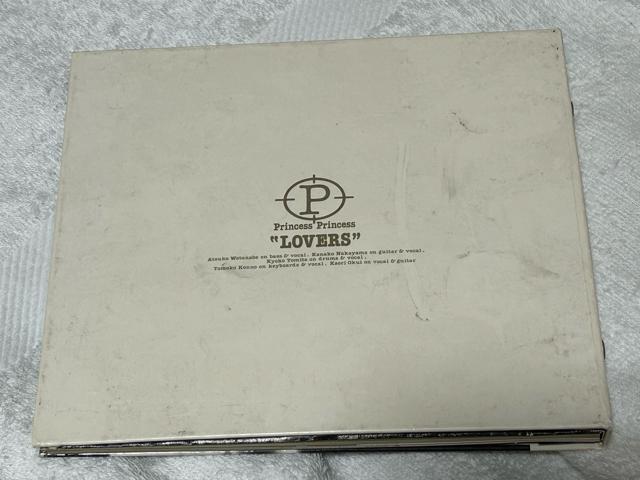 P
Princess Princess
"LOVERS"
Atsuko Watanabe on bass & vocal. Kanako Nakayama on guitar & vocal.
Kyoko Tomita on drums & vocal.
Tomoko Konno on keyboards & vocal. Kaori Okui on vocal & guitar